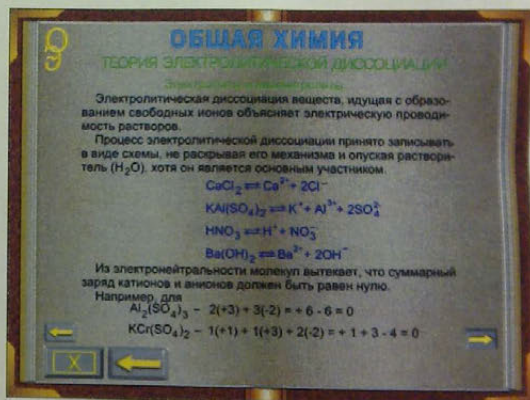 ОБЩАЯ ХИМИЯ
ТЕОРИЯ ЭЛЕКТРОЛИТИЧЕСКОЙ ДИССОЦИАЦИИ
Электролитическая диссоциация веществ, идущая с образо-
ванием свободных ионов объясняет электрическую проводи-
мость растворов.
Процесс электролитической диссоциации принято записывать
в виде схемы, не раскрывая его механизма и опуская раствори-
тель (H₂O), хотя он является основным участником.
CaCl₂ ⇌ Ca²⁺ + 2Cl⁻
KAl(SO₄)₂ ⇌ K⁺ + Al³⁺ + 2SO₄²⁻
HNO₃ ⇌ H⁺ + NO₃⁻
Ba(OH)₂ ⇌ Ba²⁺ + 2OH⁻
Из электронейтральности молекул вытекает, что суммарный
заряд катионов и анионов должен быть равен нулю.
Например, для
Al₂(SO₄)₃ – 2(+3) + 3(-2) = + 6 - 6 = 0
KCr(SO₄)₂ – 1(+1) + 1(+3) + 2(-2) = + 1 + 3 - 4 = 0
X